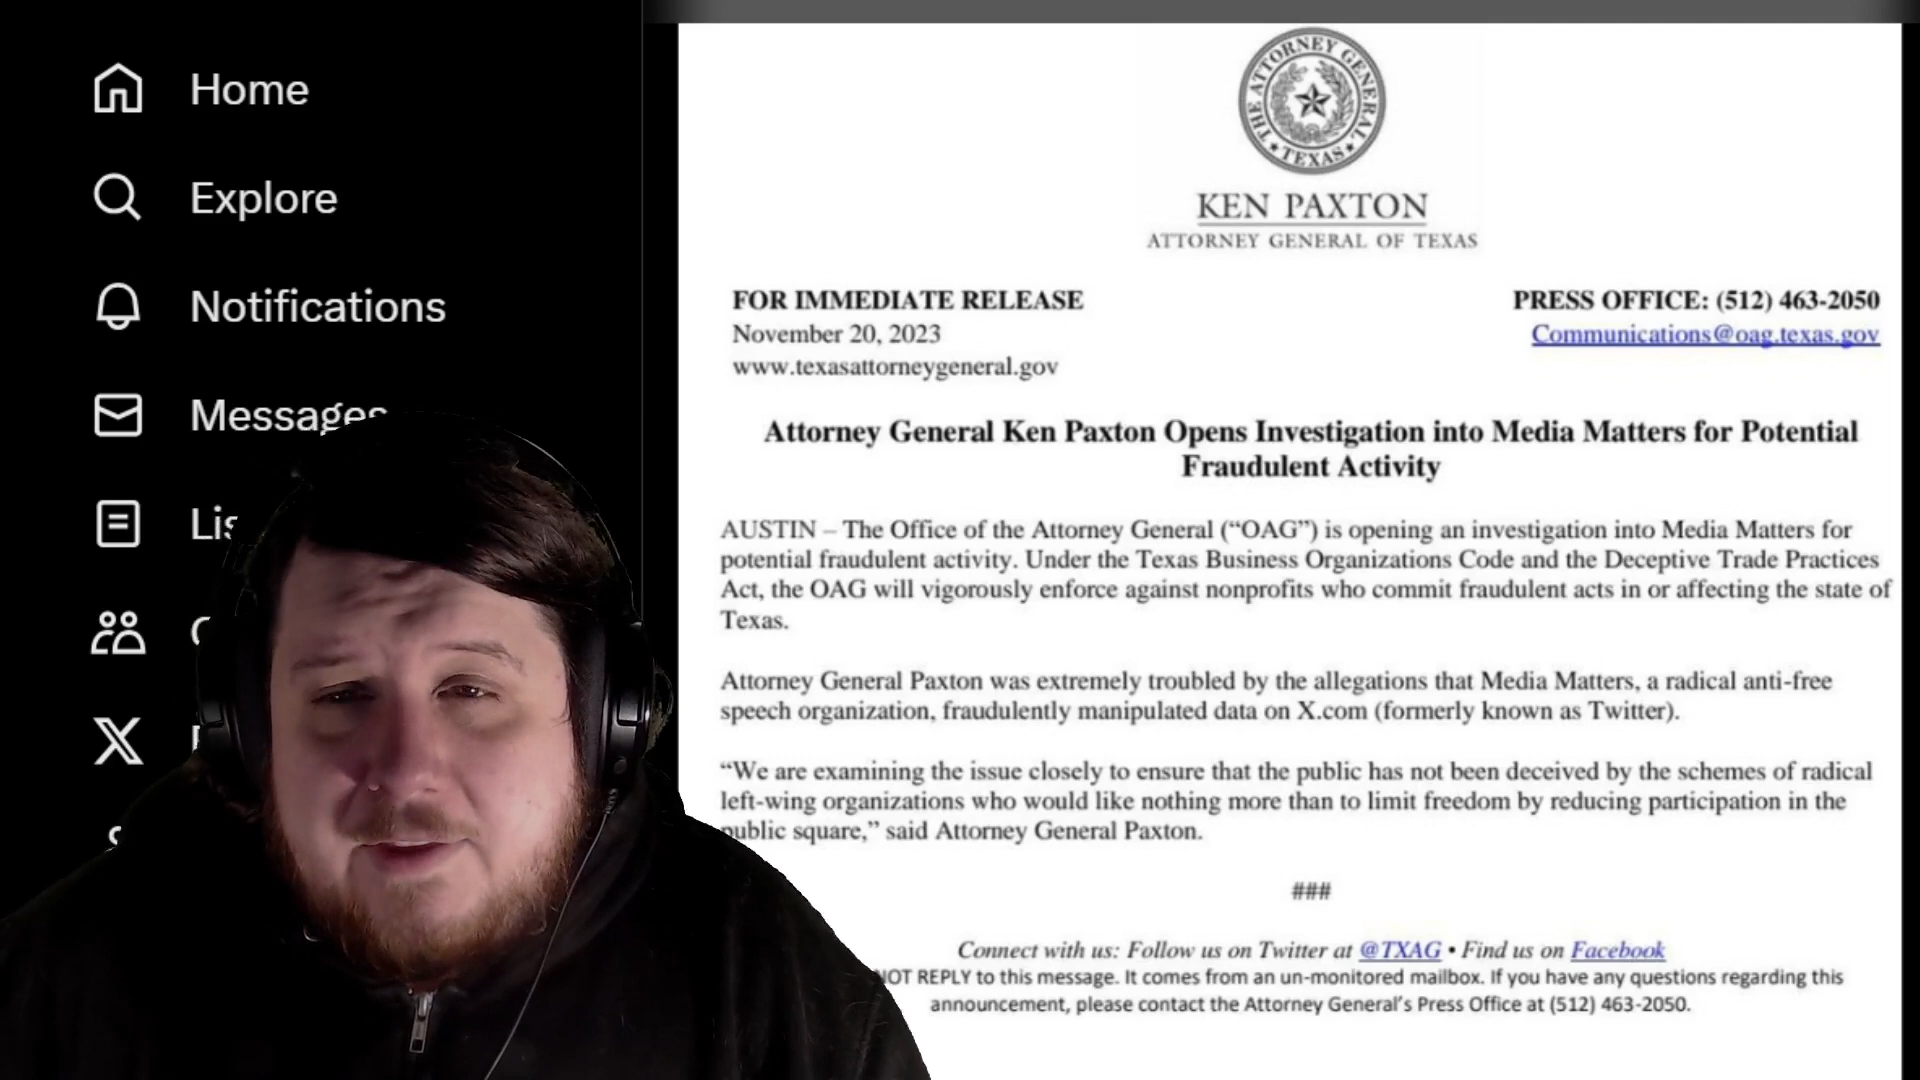 Home
Explore
Notifications
Messages
THE ATTORNEY GENERAL
TEXAS
KEN PAXTON
ATTORNEY GENERAL OF TEXAS
FOR IMMEDIATE RELEASE
November 20, 2023
www.texasattorneygeneral.gov
PRESS OFFICE: (512) 463-2050
Communications@oag.texas.gov
Attorney General Ken Paxton Opens Investigation into Media Matters for Potential
Fraudulent Activity
AUSTIN – The Office of the Attorney General (“OAG”) is opening an investigation into Media Matters for
potential fraudulent activity. Under the Texas Business Organizations Code and the Deceptive Trade Practices
Act, the OAG will vigorously enforce against nonprofits who commit fraudulent acts in or affecting the state of
Texas.
Attorney General Paxton was extremely troubled by the allegations that Media Matters, a radical anti-free
speech organization, fraudulently manipulated data on X.com (formerly known as Twitter).
“We are examining the issue closely to ensure that the public has not been deceived by the schemes of radical
left-wing organizations who would like nothing more than to limit freedom by reducing participation in the
public square,” said Attorney General Paxton.
###
Connect with us: Follow us on Twitter at @TXAG • Find us on Facebook
NOT REPLY to this message. It comes from an un-monitored mailbox. If you have any questions regarding this
announcement, please contact the Attorney General's Press Office at (512) 463-2050.